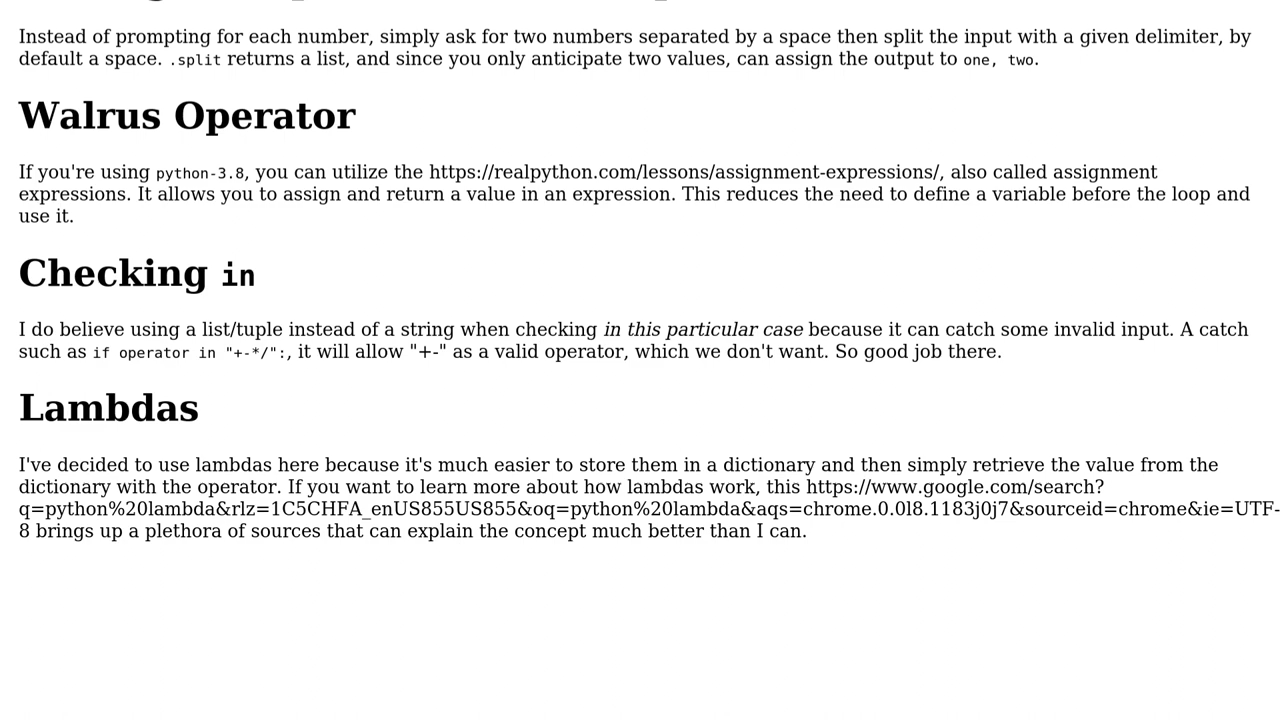 Instead of prompting for each number, simply ask for two numbers separated by a space then split the input with a given delimiter, by
default a space. .split returns a list, and since you only anticipate two values, can assign the output to one, two.
Walrus Operator
If you're using python-3.8, you can utilize the https://realpython.com/lessons/assignment-expressions/, also called assignment
expressions. It allows you to assign and return a value in an expression. This reduces the need to define a variable before the loop and
use it.
Checking in
I do believe using a list/tuple instead of a string when checking in this particular case because it can catch some invalid input. A catch
such as if operator in "+-*/":, it will allow "+-" as a valid operator, which we don't want. So good job there.
Lambdas
I've decided to use lambdas here because it's much easier to store them in a dictionary and then simply retrieve the value from the
dictionary with the operator. If you want to learn more about how lambdas work, this https://www.google.com/search?
q=python%20lambda&rlz=1C5CHFA_enUS855US855&oq=python%20lambda&aqs=chrome.0.0l8.1183j0j7&sourceid=chrome&ie=UTF-
8 brings up a plethora of sources that can explain the concept much better than I can.